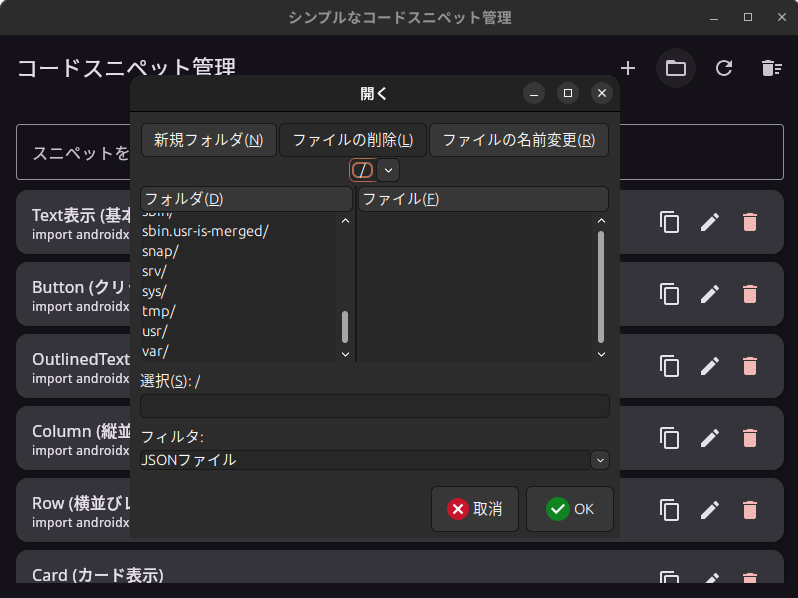 シンプルなコードスニペット管理
コードスニペット管理
開く
新規フォルダ(N) ファイルの削除(L) ファイルの名前変更(R)
/
スニペットを
フォルダ(D) ファイル(F)
sbin/
sbin.usr-is-merged/
snap/
srv/
sys/
tmp/
usr/
var/
選択(S): /
フィルタ:
JSONファイル
取消 OK
Text表示 (基本
import androidx
Button (クリッ
import androidx
OutlinedText
import androidx
Column (縦並
import androidx
Row (横並びレ
import androidx
Card (カード表示)